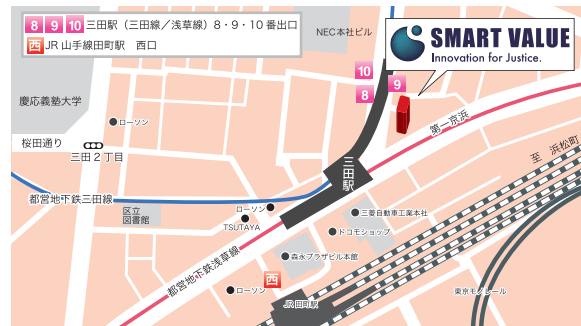 8 9 10 三田駅（三田線／浅草線）8・9・10 番出口
西 JR 山手線田町駅 西口
NEC本社ビル
SMART VALUE
Innovation for Justice.
10
9
8
慶応義塾大学
ローソン
第一京浜
桜田通り
三田２丁目
至 浜松町
三田駅
都営地下鉄三田線
区立
図書館
ローソン
TSUTAYA
三菱自動車工業本社
ドコモショップ
都営地下鉄浅草線
森永プラザビル本館
西
ローソン
JR 田町駅
東京モノレール